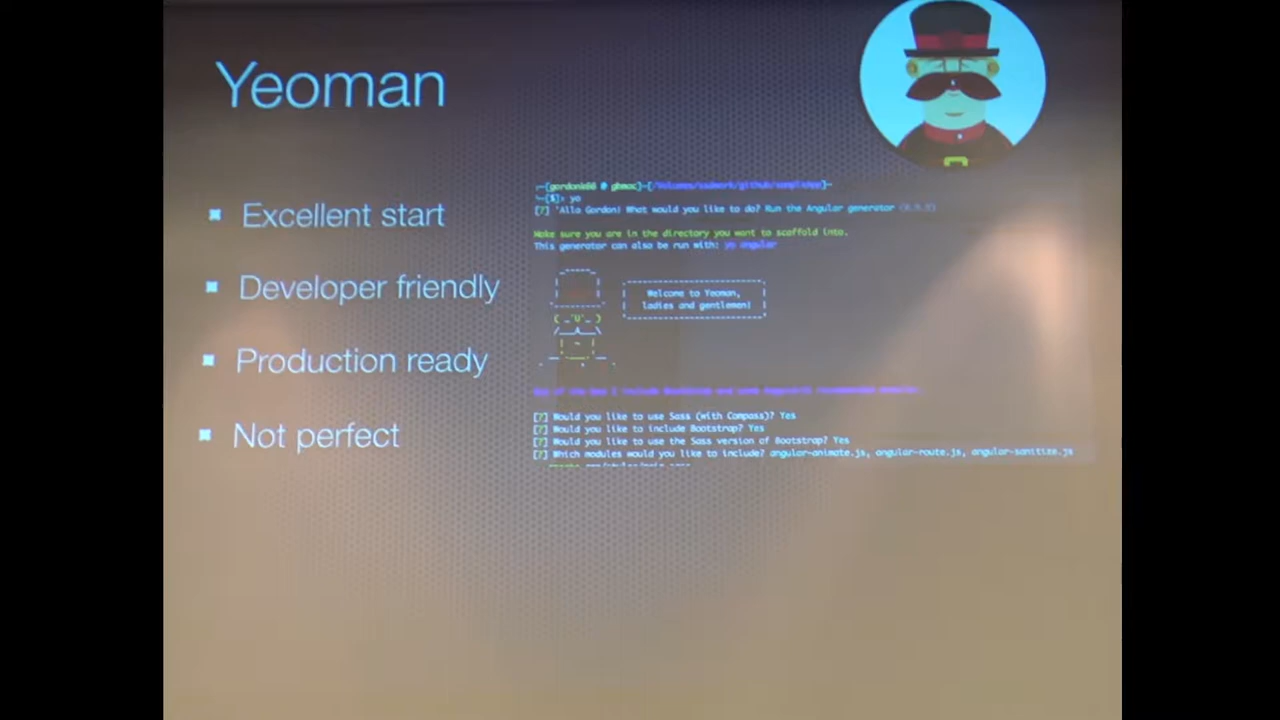 Yeoman
Excellent start
Developer friendly
Production ready
Not perfect
yo
[?] 'Allo Gordon! What would you like to do? Run the Angular generator
Make sure you are in the directory you want to scaffold into.
This generator can also be run with: yo angular
Welcome to Yeoman,
ladies and gentlemen!
[?] Would you like to use Sass (with Compass)? Yes
[?] Would you like to include Bootstrap? Yes
[?] Would you like to use the Sass version of Bootstrap? Yes
[?] Which modules would you like to include? angular-animate.js, angular-route.js, angular-sanitize.js